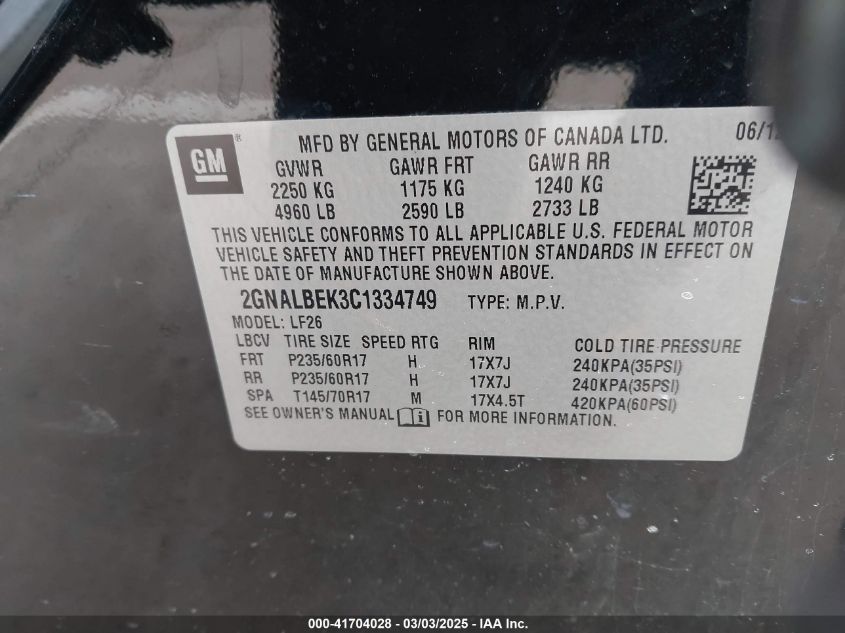 GM ® MFD BY GENERAL MOTORS OF CANADA LTD. 06/12
GVWR GAWR FRT GAWR RR
2250 KG 1175 KG 1240 KG
4960 LB 2590 LB 2733 LB
THIS VEHICLE CONFORMS TO ALL APPLICABLE U.S. FEDERAL MOTOR
VEHICLE SAFETY AND THEFT PREVENTION STANDARDS IN EFFECT ON
THE DATE OF MANUFACTURE SHOWN ABOVE.
2GNALBEK3C1334749 TYPE: M.P.V.
MODEL: LF26
LBCV TIRE SIZE SPEED RTG RIM COLD TIRE PRESSURE
FRT P235/60R17 H 17X7J 240KPA(35PSI)
RR P235/60R17 H 17X7J 240KPA(35PSI)
SPA T145/70R17 M 17X4.5T 420KPA(60PSI)
SEE OWNER'S MANUAL FOR MORE INFORMATION.
000-41704028 - 03/03/2025 - IAA Inc.